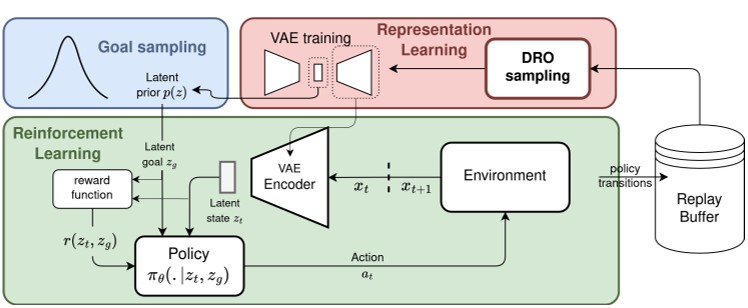 Goal sampling
Latent
prior p(z)
VAE training
Representation
Learning
DRO
sampling
Reinforcement
Learning
Latent
goal z_g
reward
function
r(z_t, z_g)
Latent
state z_t
VAE
Encoder
x_t
x_{t+1}
Environment
policy
transitions
Replay
Buffer
Policy
π_θ(. |z_t, z_g)
Action
a_t